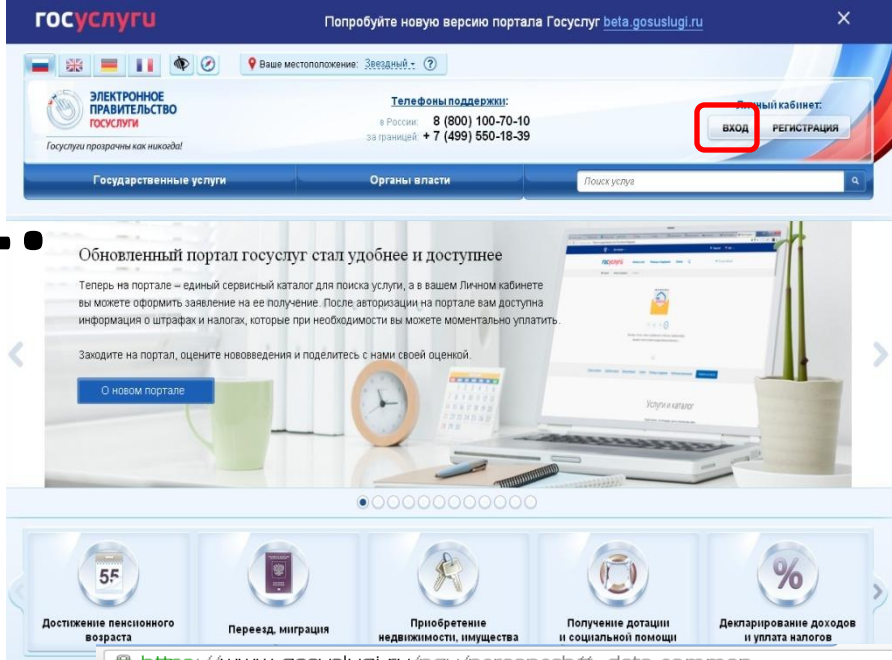 госуслуги
Попробуйте новую версию портала Госуслуг beta.gosuslugi.ru
Ваше местоположение: Звездный
ЭЛЕКТРОННОЕ
ПРАВИТЕЛЬСТВО
ГОСУСЛУГИ
Госуслуги прозрачны как никогда!
Телефоны поддержки:
в России: 8 (800) 100-70-10
за границей: + 7 (499) 550-18-39
Личный кабинет:
ВХОД РЕГИСТРАЦИЯ
Государственные услуги Органы власти Поиск услуг
Обновленный портал госуслуг стал удобнее и доступнее
Теперь на портале – единый сервисный каталог для поиска услуги, а в вашем Личном кабинете
вы можете оформить заявление на ее получение. После авторизации на портале вам доступна
информация о штрафах и налогах, которые при необходимости вы можете моментально уплатить.
Заходите на портал, оцените нововведения и поделитесь с нами своей оценкой.
О новом портале
Услуги и каталог
55
%
Достижение пенсионного
возраста
Переезд, миграция
Приобретение
недвижимости, имущества
Получение дотации
и социальной помощи
Декларирование доходов
и уплата налогов